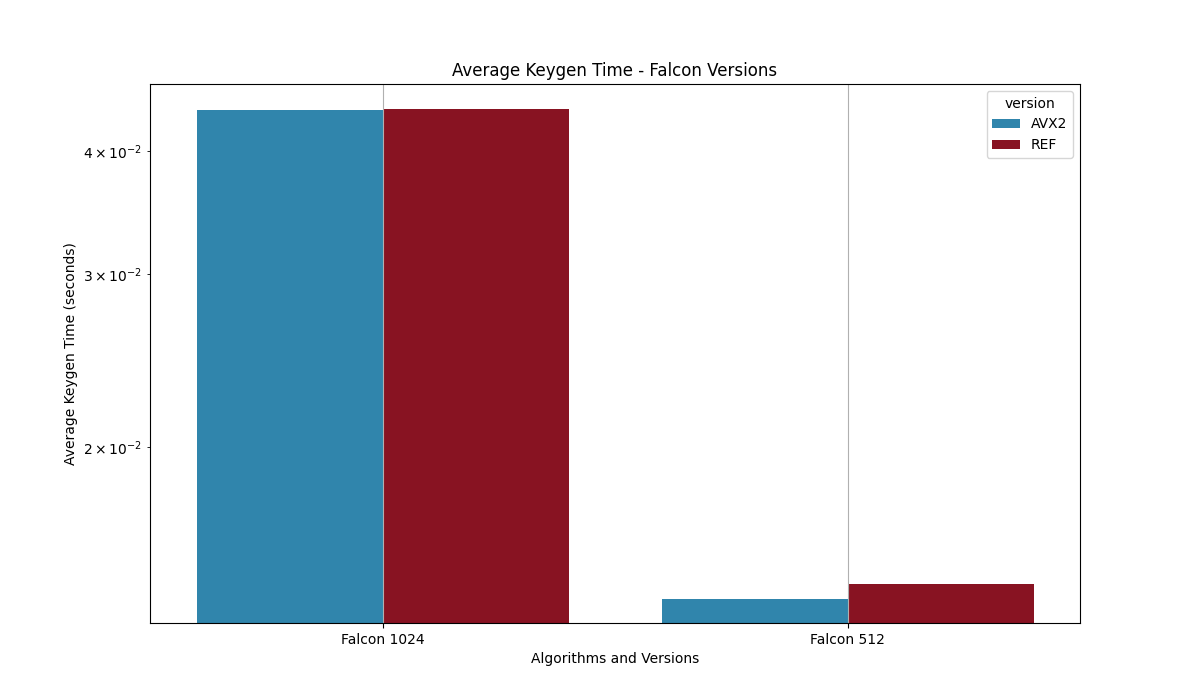 Average Keygen Time - Falcon Versions
version
AVX2
REF
4 × 10⁻²
3 × 10⁻²
2 × 10⁻²
Average Keygen Time (seconds)
Falcon 1024
Falcon 512
Algorithms and Versions